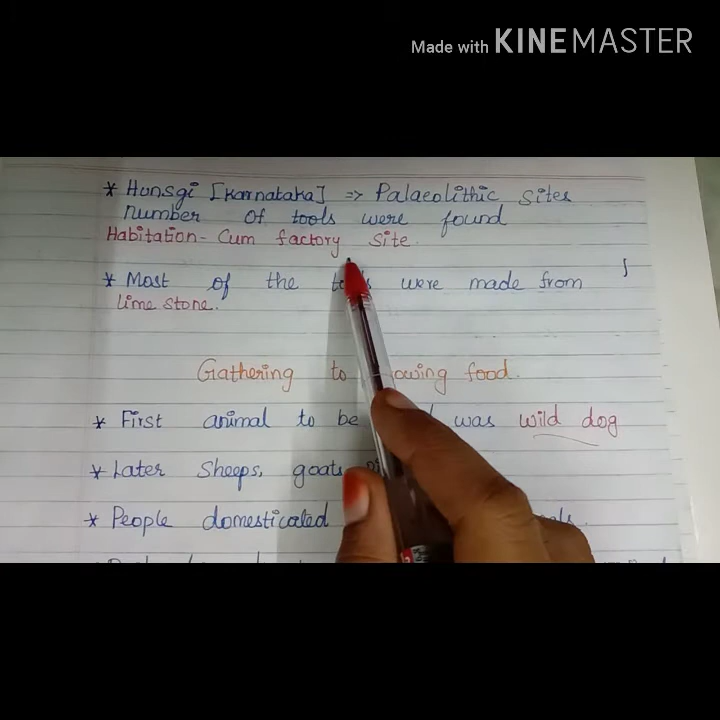 Made with KINEMASTER
* Hunsgi [Karnataka] => Palaeolithic sites
number of tools were found
Habitation - Cum factory site
* Most of the were made from
lime stone.
Gathering to food.
* First animal to be was wild dog
* Later sheeps, goats
* People domesticated